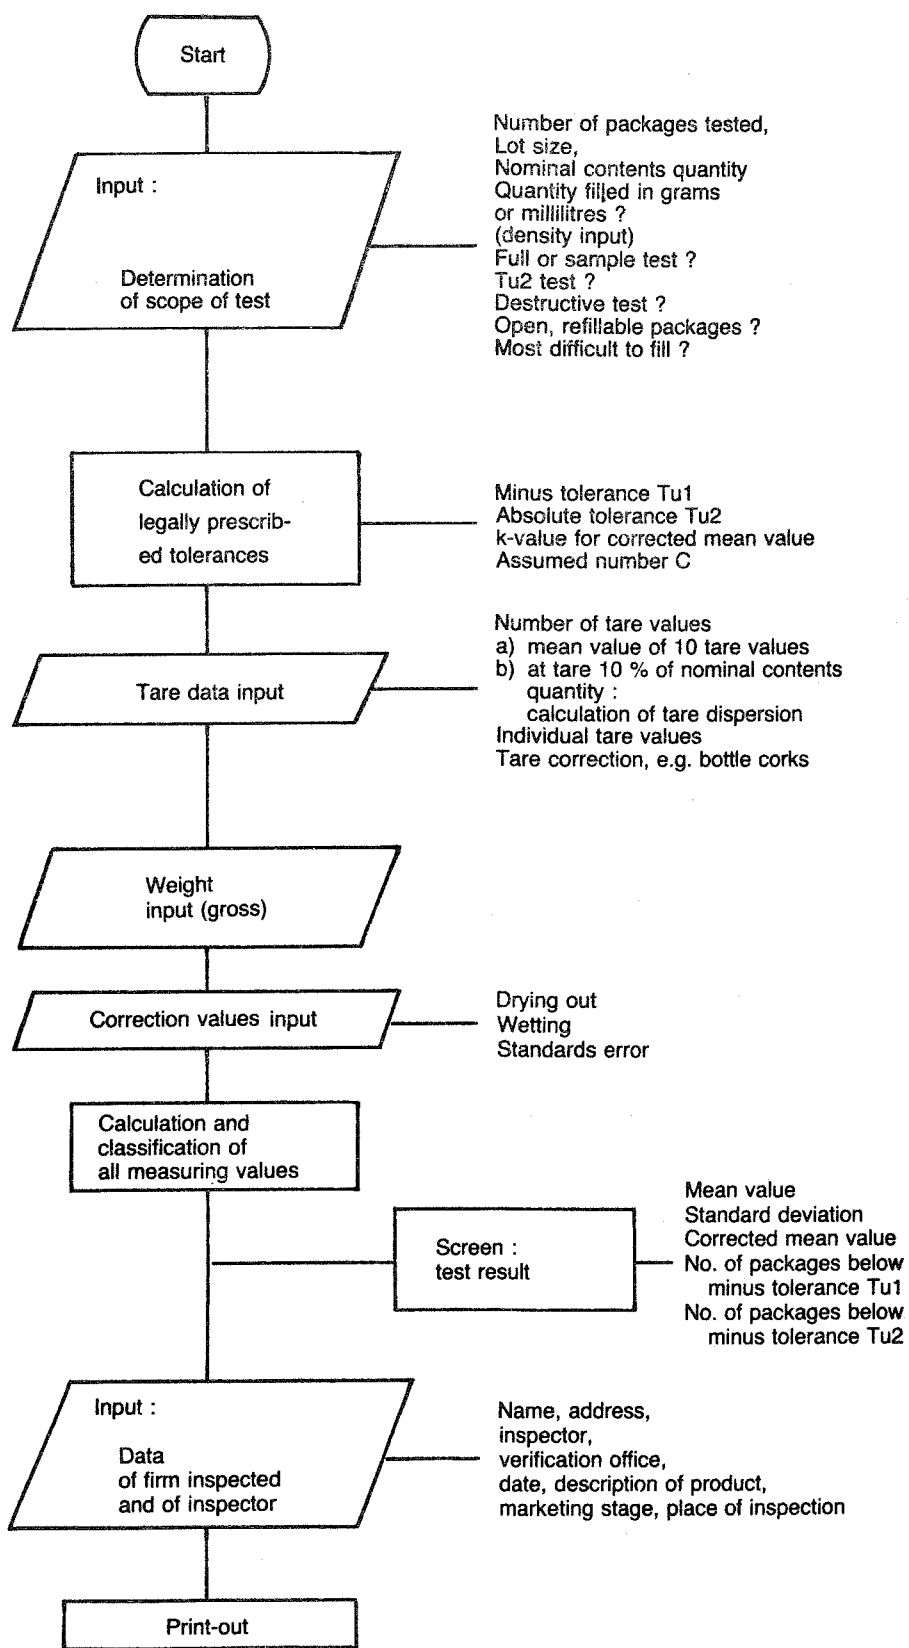 Start
Input :
Determination
of scope of test
Number of packages tested,
Lot size,
Nominal contents quantity
Quantity filled in grams
or millilitres ?
(density input)
Full or sample test ?
Tu2 test ?
Destructive test ?
Open, refillable packages ?
Most difficult to fill ?
Calculation of
legally prescrib-
ed tolerances
Minus tolerance Tu1
Absolute tolerance Tu2
k-value for corrected mean value
Assumed number C
Tare data input
Number of tare values
a) mean value of 10 tare values
b) at tare 10 % of nominal contents
quantity :
calculation of tare dispersion
Individual tare values
Tare correction, e.g. bottle corks
Weight
input (gross)
Correction values input
Drying out
Wetting
Standards error
Calculation and
classification of
all measuring values
Screen :
test result
Mean value
Standard deviation
Corrected mean value
No. of packages below
minus tolerance Tu1
No. of packages below
minus tolerance Tu2
Input :
Data
of firm inspected
and of inspector
Name, address,
inspector,
verification office,
date, description of product,
marketing stage, place of inspection
Print-out